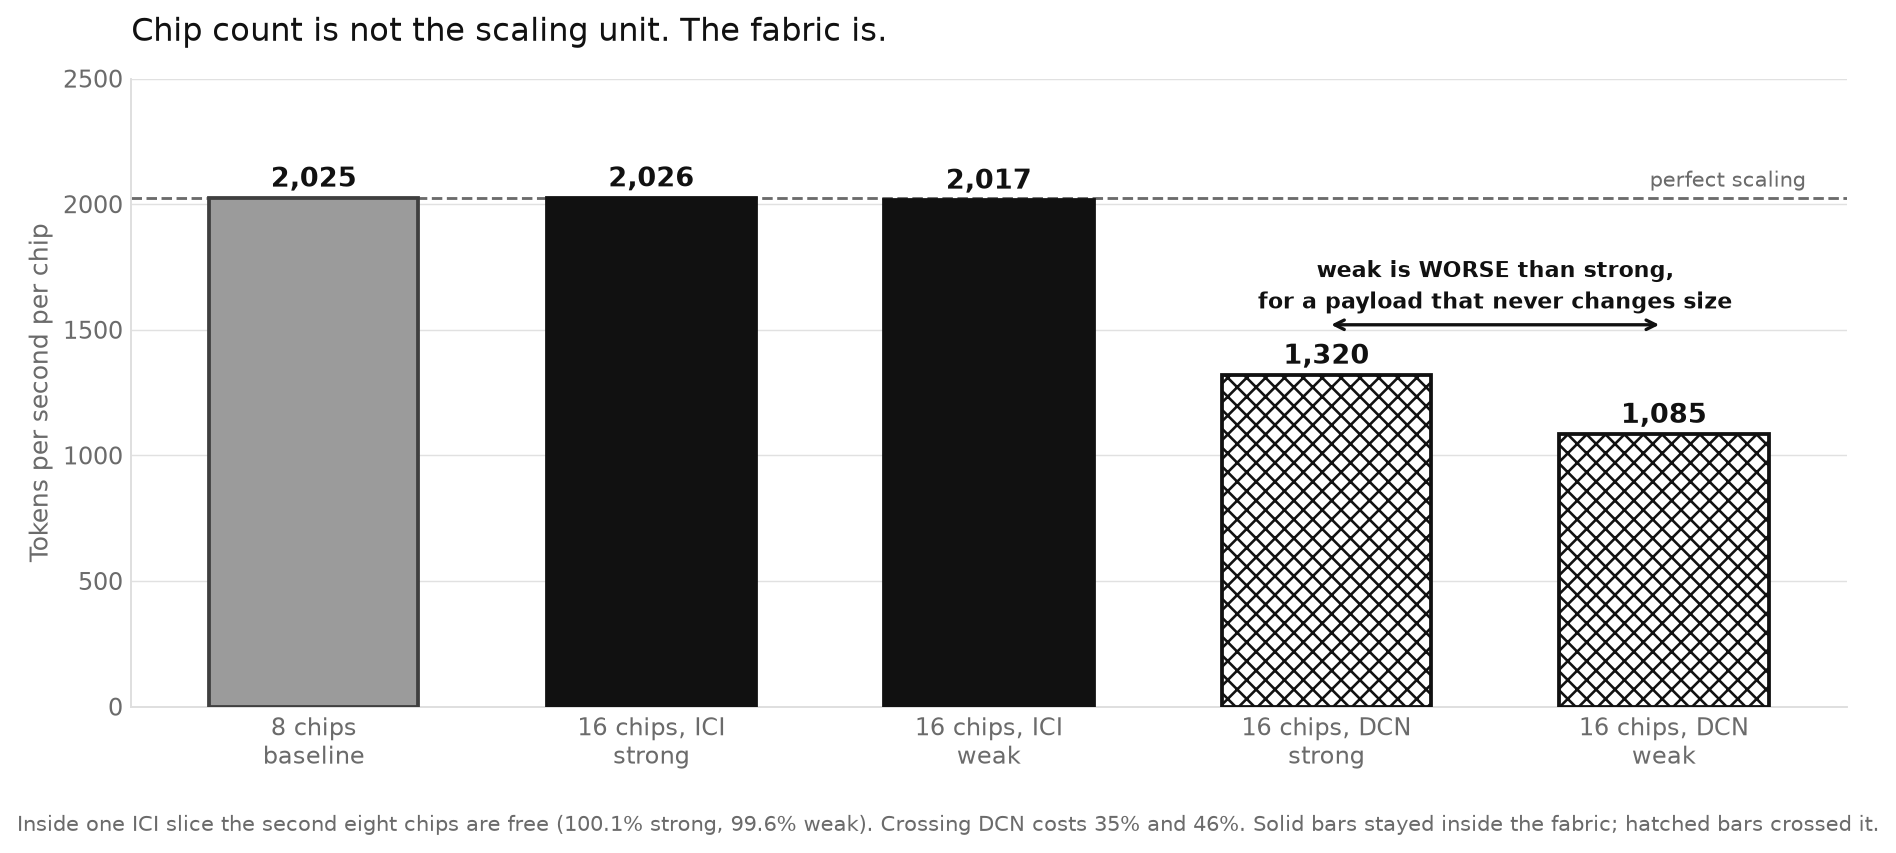 Chip count is not the scaling unit. The fabric is.
Tokens per second per chip
2500
2000
1500
1000
500
0
2,025
2,026
2,017
perfect scaling
weak is WORSE than strong,
for a payload that never changes size
1,320
1,085
8 chips
baseline
16 chips, ICI
strong
16 chips, ICI
weak
16 chips, DCN
strong
16 chips, DCN
weak
Inside one ICI slice the second eight chips are free (100.1% strong, 99.6% weak). Crossing DCN costs 35% and 46%. Solid bars stayed inside the fabric; hatched bars crossed it.